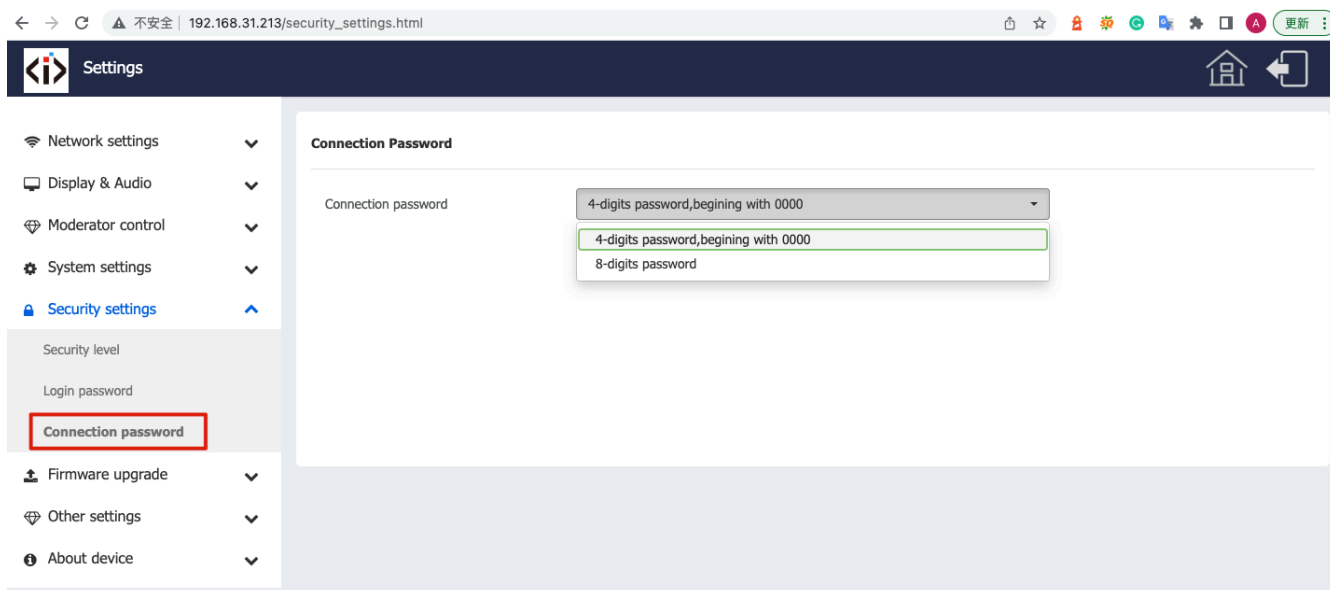 不安全 | 192.168.31.213/security_settings.html
更新
<i>
Settings
Network settings
Display & Audio
Moderator control
System settings
Security settings
Security level
Login password
Connection password
Firmware upgrade
Other settings
About device
Connection Password
Connection password
4-digits password,begining with 0000
4-digits password,begining with 0000
8-digits password